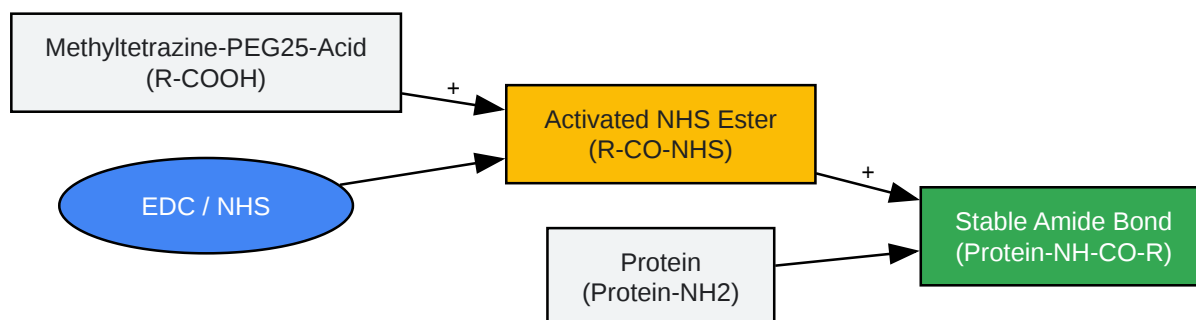 Methyltetrazine-PEG25-Acid
(R-COOH)
+
Activated NHS Ester
(R-CO-NHS)
EDC / NHS
+
Stable Amide Bond
(Protein-NH-CO-R)
Protein
(Protein-NH2)